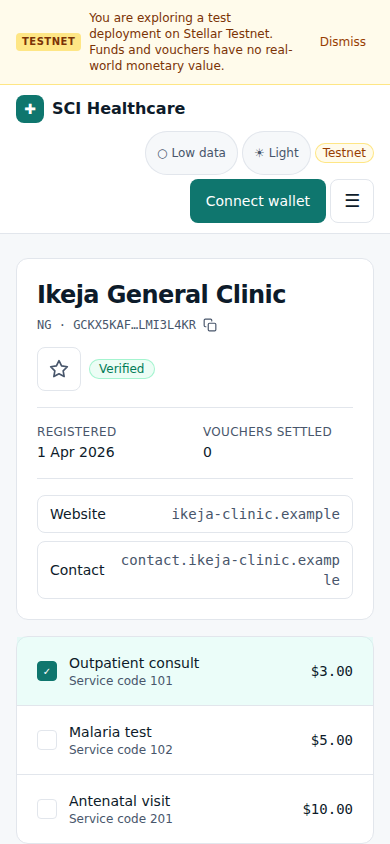 TESTNET
You are exploring a test
deployment on Stellar Testnet.
Funds and vouchers have no real-
world monetary value.
Dismiss
SCI Healthcare
Low data
Light
Testnet
Connect wallet
Ikeja General Clinic
NG · GCKX5KAF…LMI3L4KR
Verified
REGISTERED VOUCHERS SETTLED
1 Apr 2026 0
Website ikeja-clinic.example
Contact contact.ikeja-clinic.examp
le
Outpatient consult $3.00
Service code 101
Malaria test $5.00
Service code 102
Antenatal visit $10.00
Service code 201